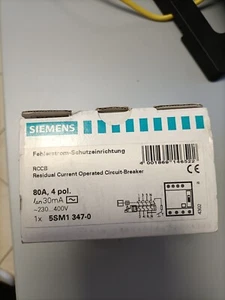 SIEMENS
Fehlerstrom-Schutzeinrichtung
RCCB
Residual Current Operated Circuit-Breaker
80A, 4 pol.
I∆n 30mA
~230...400V
1x 5SM1 347-0
CE